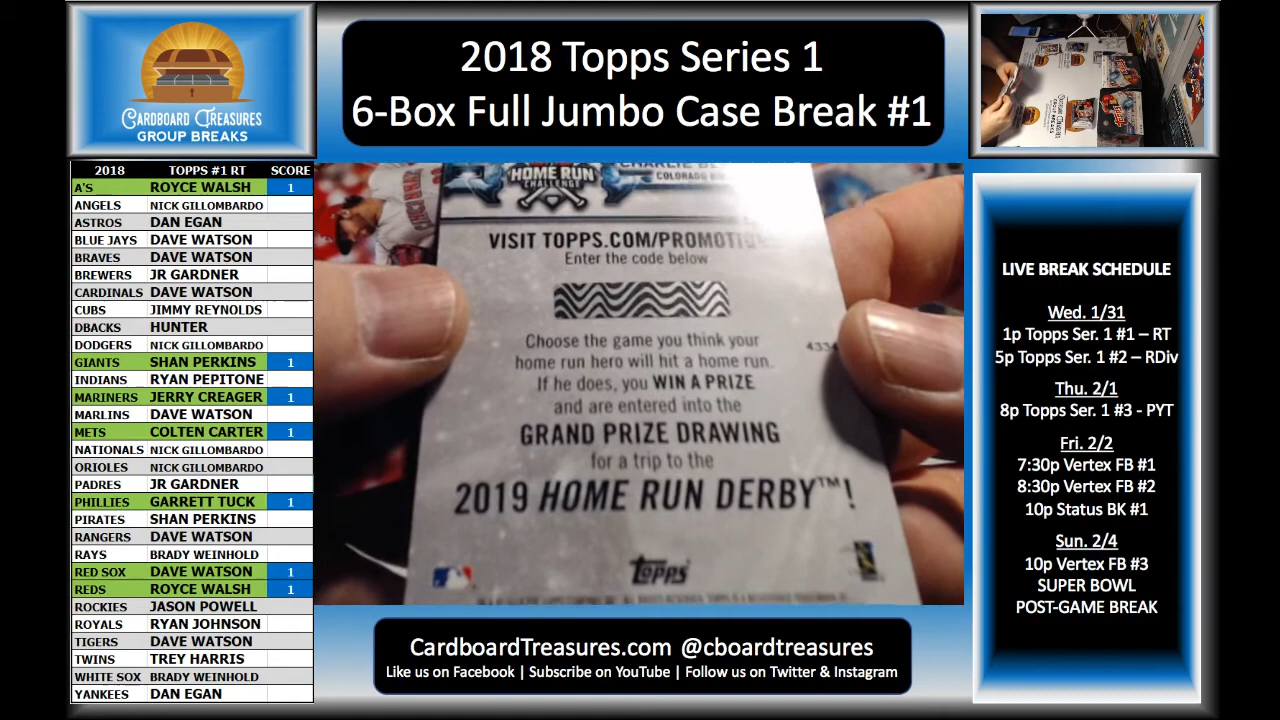 CARDBOARD TREASURES
GROUP BREAKS
2018 Topps Series 1
6-Box Full Jumbo Case Break #1
2018 TOPPS #1 RT SCORE
A'S ROYCE WALSH 1
ANGELS NICK GILLOMBARDO
ASTROS DAN EGAN
BLUE JAYS DAVE WATSON
BRAVES DAVE WATSON
BREWERS JR GARDNER
CARDINALS DAVE WATSON
CUBS JIMMY REYNOLDS
DBACKS HUNTER
DODGERS NICK GILLOMBARDO
GIANTS SHAN PERKINS 1
INDIANS RYAN PEPITONE
MARINERS JERRY CREAGER 1
MARLINS DAVE WATSON
METS COLTEN CARTER 1
NATIONALS NICK GILLOMBARDO
ORIOLES NICK GILLOMBARDO
PADRES JR GARDNER
PHILLIES GARRETT TUCK 1
PIRATES SHAN PERKINS
RANGERS DAVE WATSON
RAYS BRADY WEINHOLD
RED SOX DAVE WATSON 1
REDS ROYCE WALSH 1
ROCKIES JASON POWELL
ROYALS RYAN JOHNSON
TIGERS DAVE WATSON
TWINS TREY HARRIS
WHITE SOX BRADY WEINHOLD
YANKEES DAN EGAN
HOME RUN
CHALLENGE
CHARLIE
COLORADO
VISIT
Enter the code below
Choose the game you think your
home run hero will hit a home run.
If he does, you WIN A PRIZE
and are entered into the
GRAND PRIZE DRAWING
for a trip to the
2019 HOME RUN DERBY™!
Topps
LIVE BREAK SCHEDULE
Wed. 1/31
1p Topps Ser. 1 #1 – RT
5p Topps Ser. 1 #2 – RDiv
Thu. 2/1
8p Topps Ser. 1 #3 - PYT
Fri. 2/2
7:30p Vertex FB #1
8:30p Vertex FB #2
10p Status BK #1
Sun. 2/4
10p Vertex FB #3
SUPER BOWL
POST-GAME BREAK
CardboardTreasures.com @cboardtreasures
Like us on Facebook | Subscribe on YouTube | Follow us on Twitter & Instagram